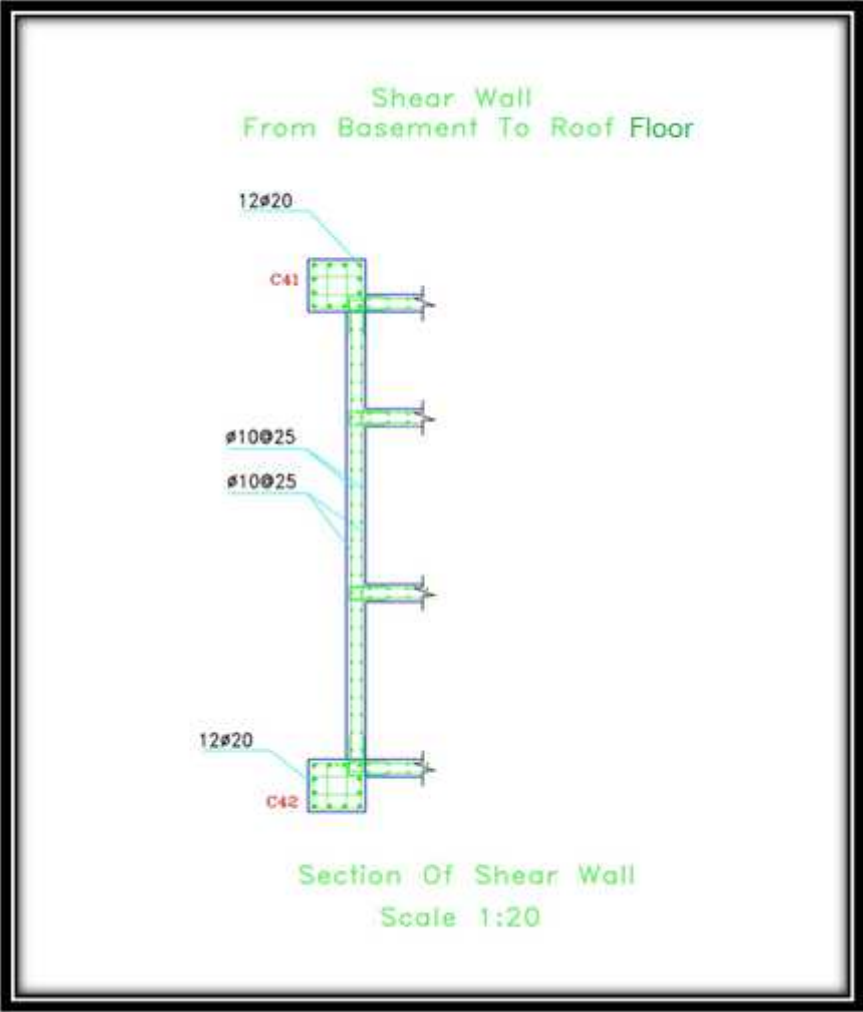 Shear Wall
From Basement To Roof Floor
12ø20
C41
ø10@25
ø10@25
12ø20
C42
Section Of Shear Wall
Scale 1:20